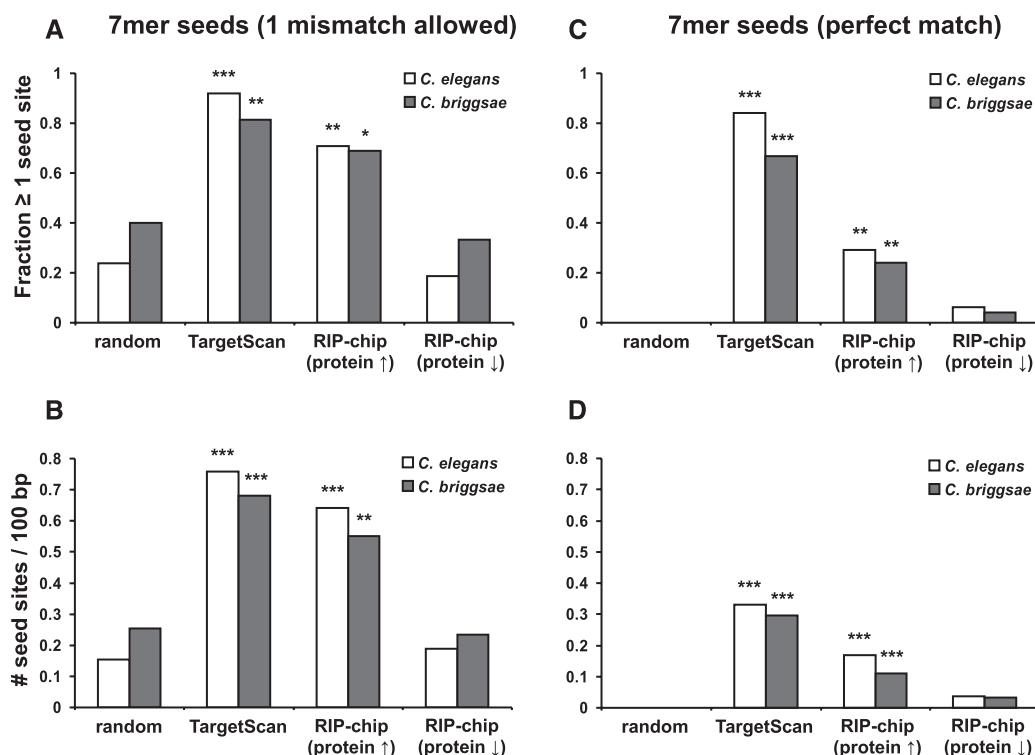 A 7mer seeds (1 mismatch allowed)
Fraction ≥ 1 seed site
1
0.8
0.6
0.4
0.2
0
*** ** ** *
C. elegans
C. briggsae
random TargetScan RIP-chip (protein ↑) RIP-chip (protein ↓)
C 7mer seeds (perfect match)
1
0.8
0.6
0.4
0.2
0
*** *** ** **
C. elegans
C. briggsae
random TargetScan RIP-chip (protein ↑) RIP-chip (protein ↓)
B
# seed sites / 100 bp
0.8
0.7
0.6
0.5
0.4
0.3
0.2
0.1
0
*** *** *** **
C. elegans
C. briggsae
random TargetScan RIP-chip (protein ↑) RIP-chip (protein ↓)
D
0.8
0.7
0.6
0.5
0.4
0.3
0.2
0.1
0
*** *** *** ***
C. elegans
C. briggsae
random TargetScan RIP-chip (protein ↑) RIP-chip (protein ↓)